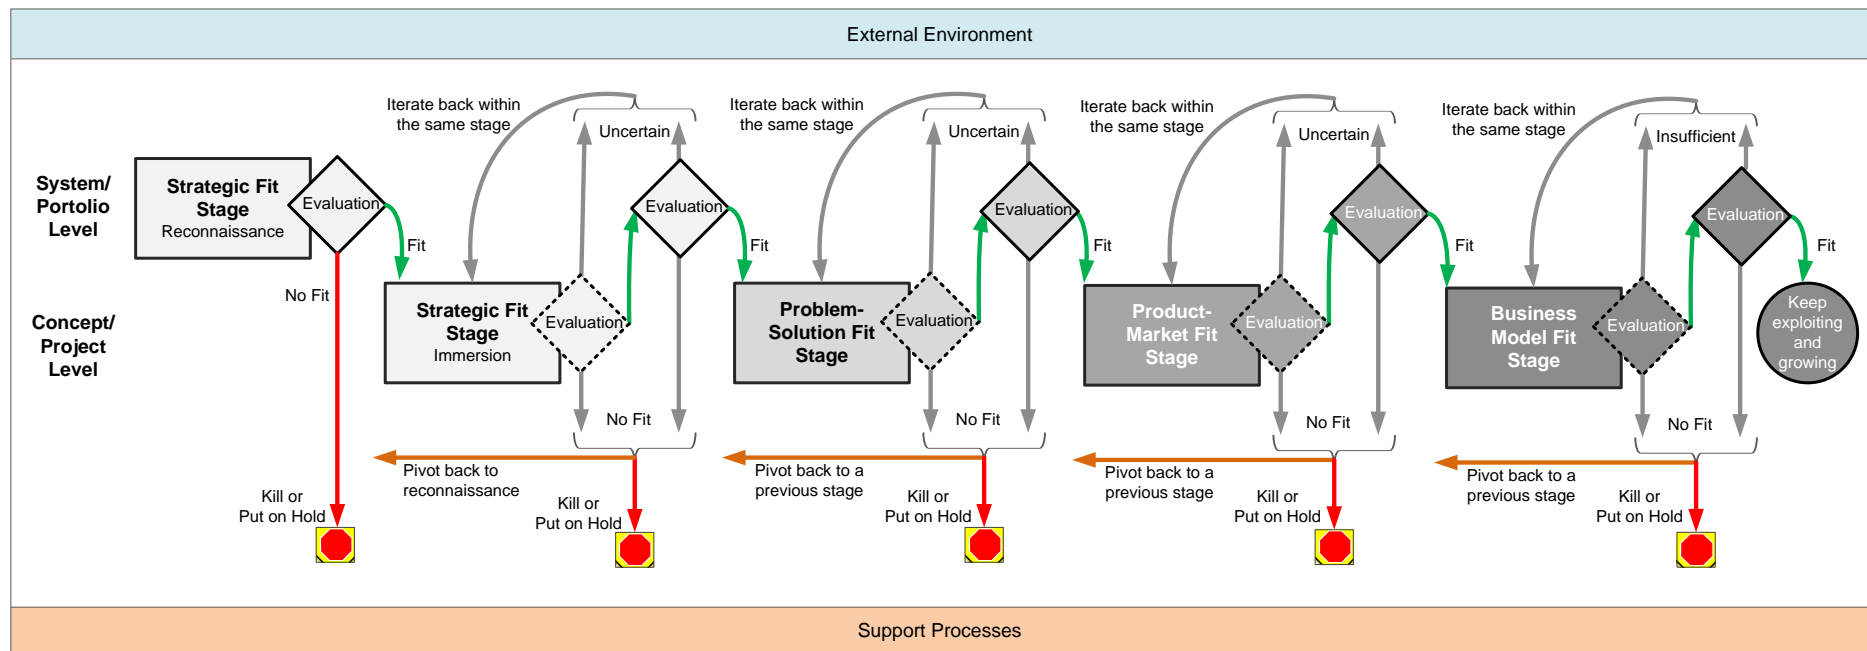 External Environment
System/
Portolio
Level
Concept/
Project
Level
Strategic Fit
Stage
Reconnaissance
Evaluation
Fit
No Fit
Kill or
Put on Hold
Iterate back within
the same stage
Uncertain
Strategic Fit
Stage
Immersion
Evaluation
Evaluation
Fit
No Fit
Pivot back to
reconnaissance
Kill or
Put on Hold
Iterate back within
the same stage
Uncertain
Problem-
Solution Fit
Stage
Evaluation
Evaluation
Fit
No Fit
Pivot back to a
previous stage
Kill or
Put on Hold
Iterate back within
the same stage
Uncertain
Product-
Market Fit
Stage
Evaluation
Evaluation
Fit
No Fit
Pivot back to a
previous stage
Kill or
Put on Hold
Iterate back within
the same stage
Insufficient
Business
Model Fit
Stage
Evaluation
Evaluation
Fit
Keep
exploiting
and
growing
No Fit
Pivot back to a
previous stage
Kill or
Put on Hold
Support Processes